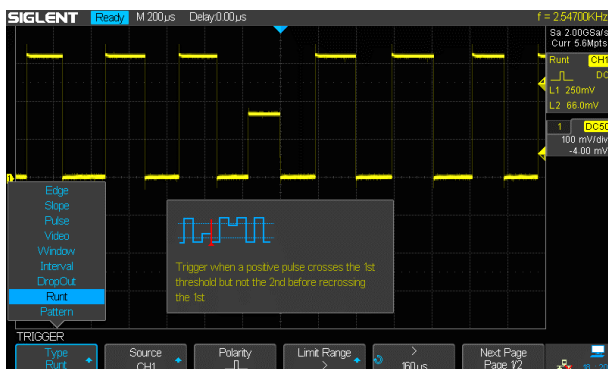 SIGLENT Ready M 200μs Delay:0.00μs f = 2.54700KHz
Sa 2.00GSa/s
Curr 5.6Mpts
Runt CH1
DC
L1 250mV
L2 66.0mV
1 DC50
100 mV/div
-4.00 mV
1
Edge
Slope
Pulse
Video
Window
Interval
DropOut
Runt
Pattern
Trigger when a positive pulse crosses the 1st
threshold but not the 2nd before recrossing
the 1st
TRIGGER
Type
Runt
Source
CH1
Polarity
Limit Range
>
>
160μs
Next Page
Page 1/2